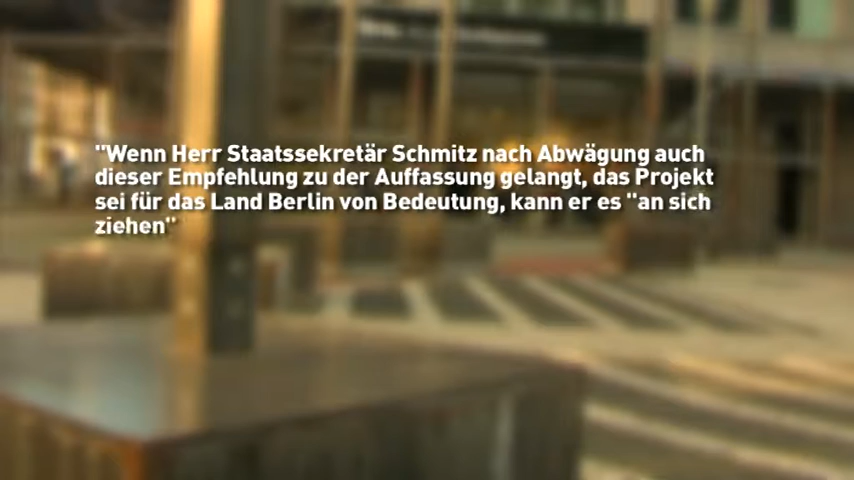 "Wenn Herr Staatssekretär Schmitz nach Abwägung auch
dieser Empfehlung zu der Auffassung gelangt, das Projekt
sei für das Land Berlin von Bedeutung, kann er es "an sich
ziehen"